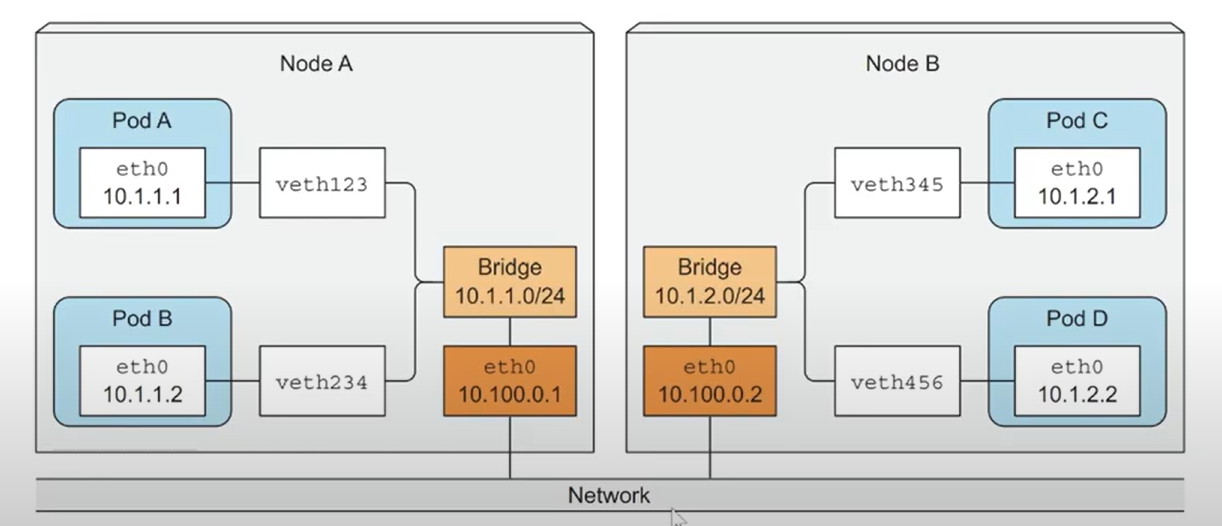 Node A
Pod A
eth0
10.1.1.1
veth123
Bridge
10.1.1.0/24
Pod B
eth0
10.1.1.2
veth234
eth0
10.100.0.1
Node B
Pod C
veth345
eth0
10.1.2.1
Bridge
10.1.2.0/24
Pod D
eth0
10.100.0.2
veth456
eth0
10.1.2.2
Network